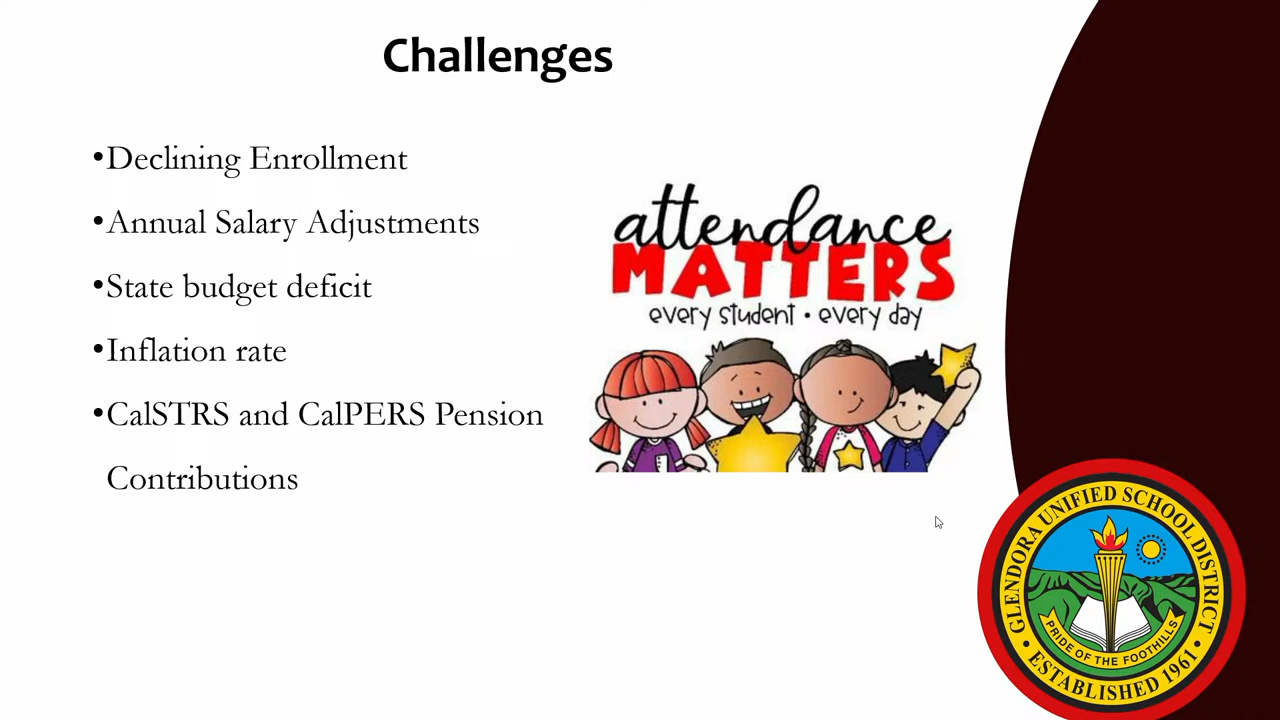 Challenges
•Declining Enrollment
•Annual Salary Adjustments
•State budget deficit
•Inflation rate
•CalSTRS and CalPERS Pension
Contributions
attendance
MATTERS
every student • every day
GLENDORA UNIFIED SCHOOL DISTRICT
PRIDE OF THE FOOTHILLS
• ESTABLISHED 1961 •